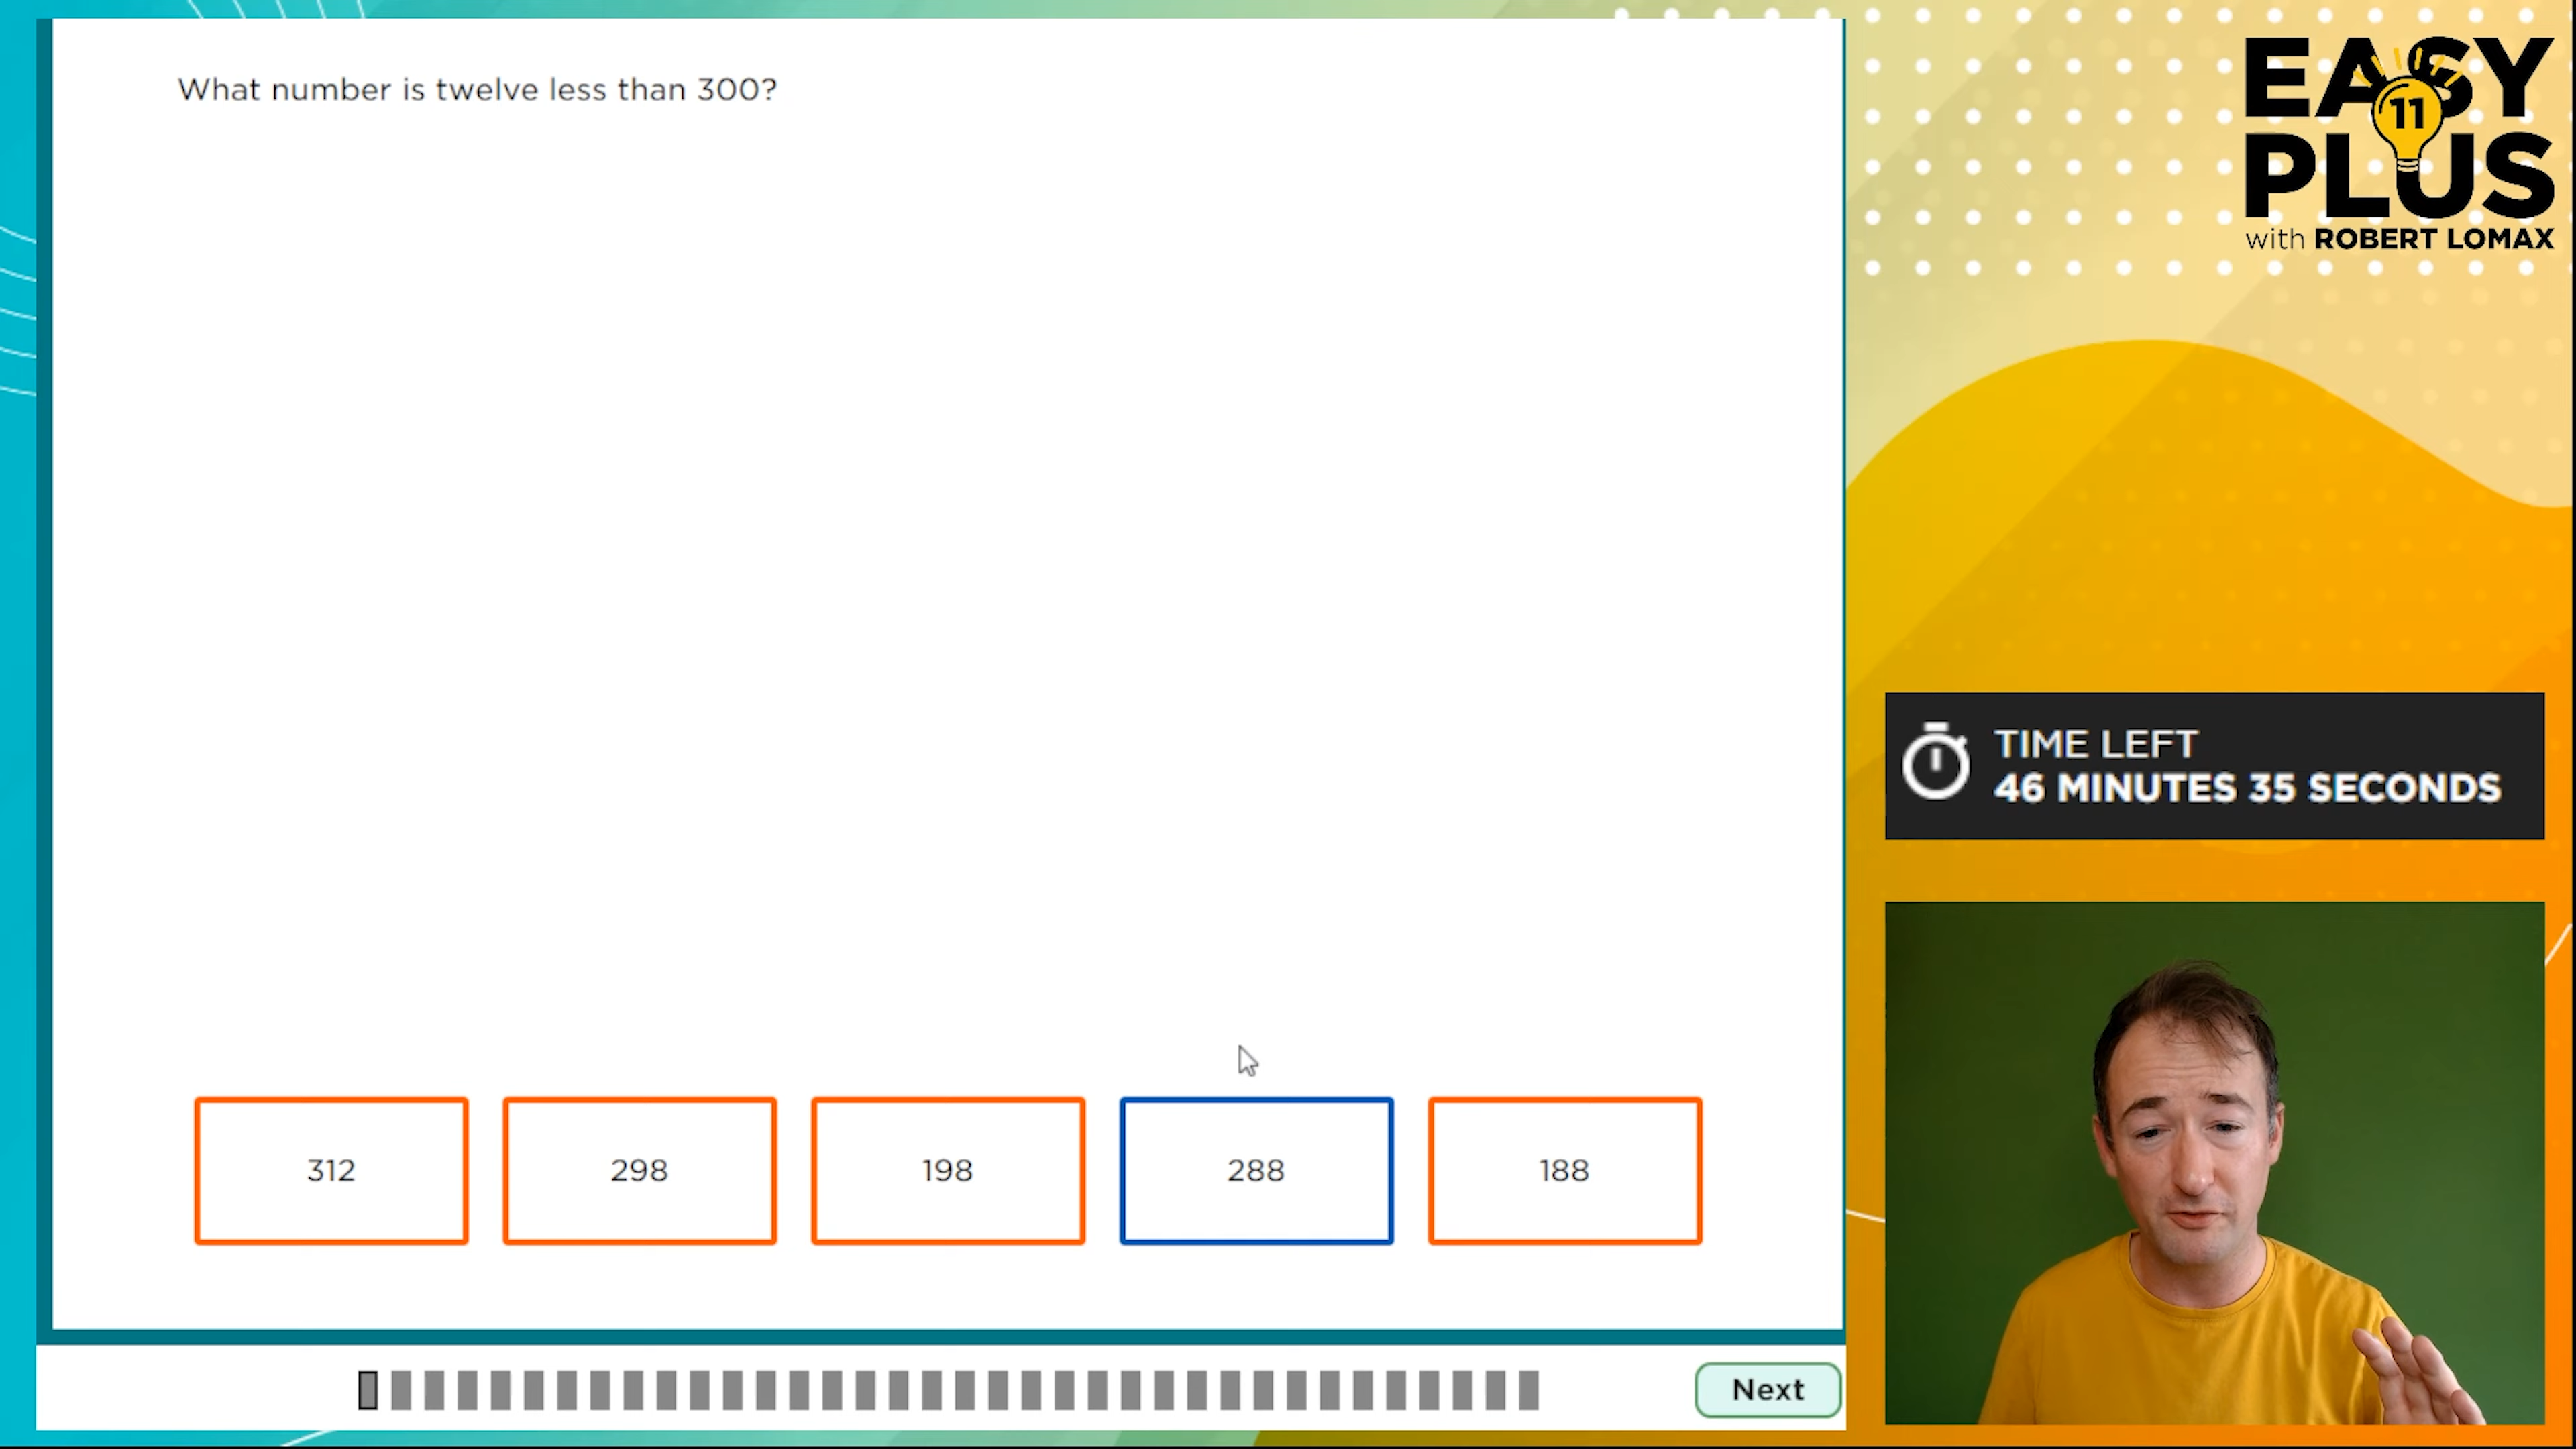 What number is twelve less than 300?
EASY
11
PLUS
with ROBERT LOMAX
TIME LEFT
46 MINUTES 35 SECONDS
312
298
198
288
188
Next